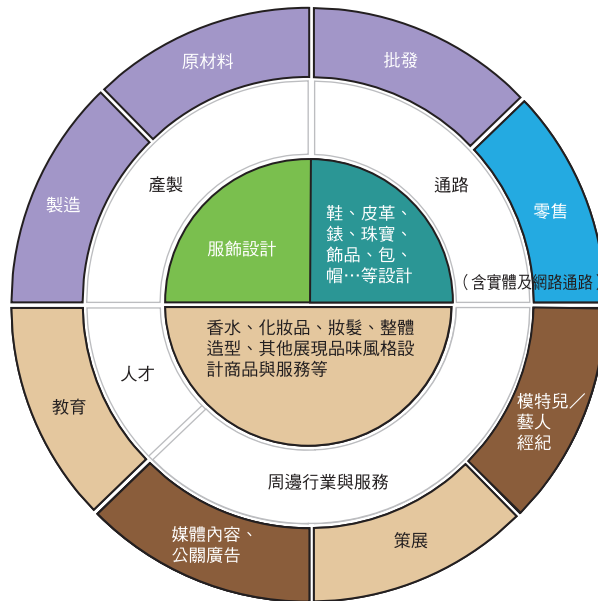 原材料
批發
製造
產製
通路
零售
(含實體及網路通路)
服飾設計
鞋、皮革、
錶、珠寶、
飾品、包、
帽⋯等設計
香水、化妝品、妝髮、整體
造型、其他展現品味風格設
計商品與服務等
人才
教育
模特兒／
藝人
經紀
周邊行業與服務
媒體內容、
公關廣告
策展